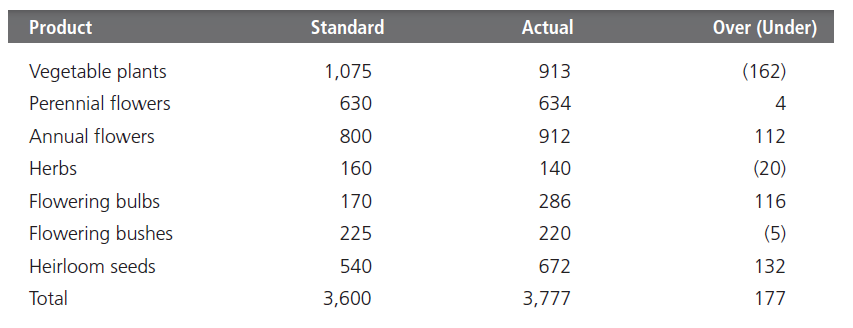 Product Standard Actual Over (Under)
Vegetable plants 1,075 913 (162)
Perennial flowers 630 634 4
Annual flowers 800 912 112
Herbs 160 140 (20)
Flowering bulbs 170 286 116
Flowering bushes 225 220 (5)
Heirloom seeds 540 672 132
Total 3,600 3,777 177